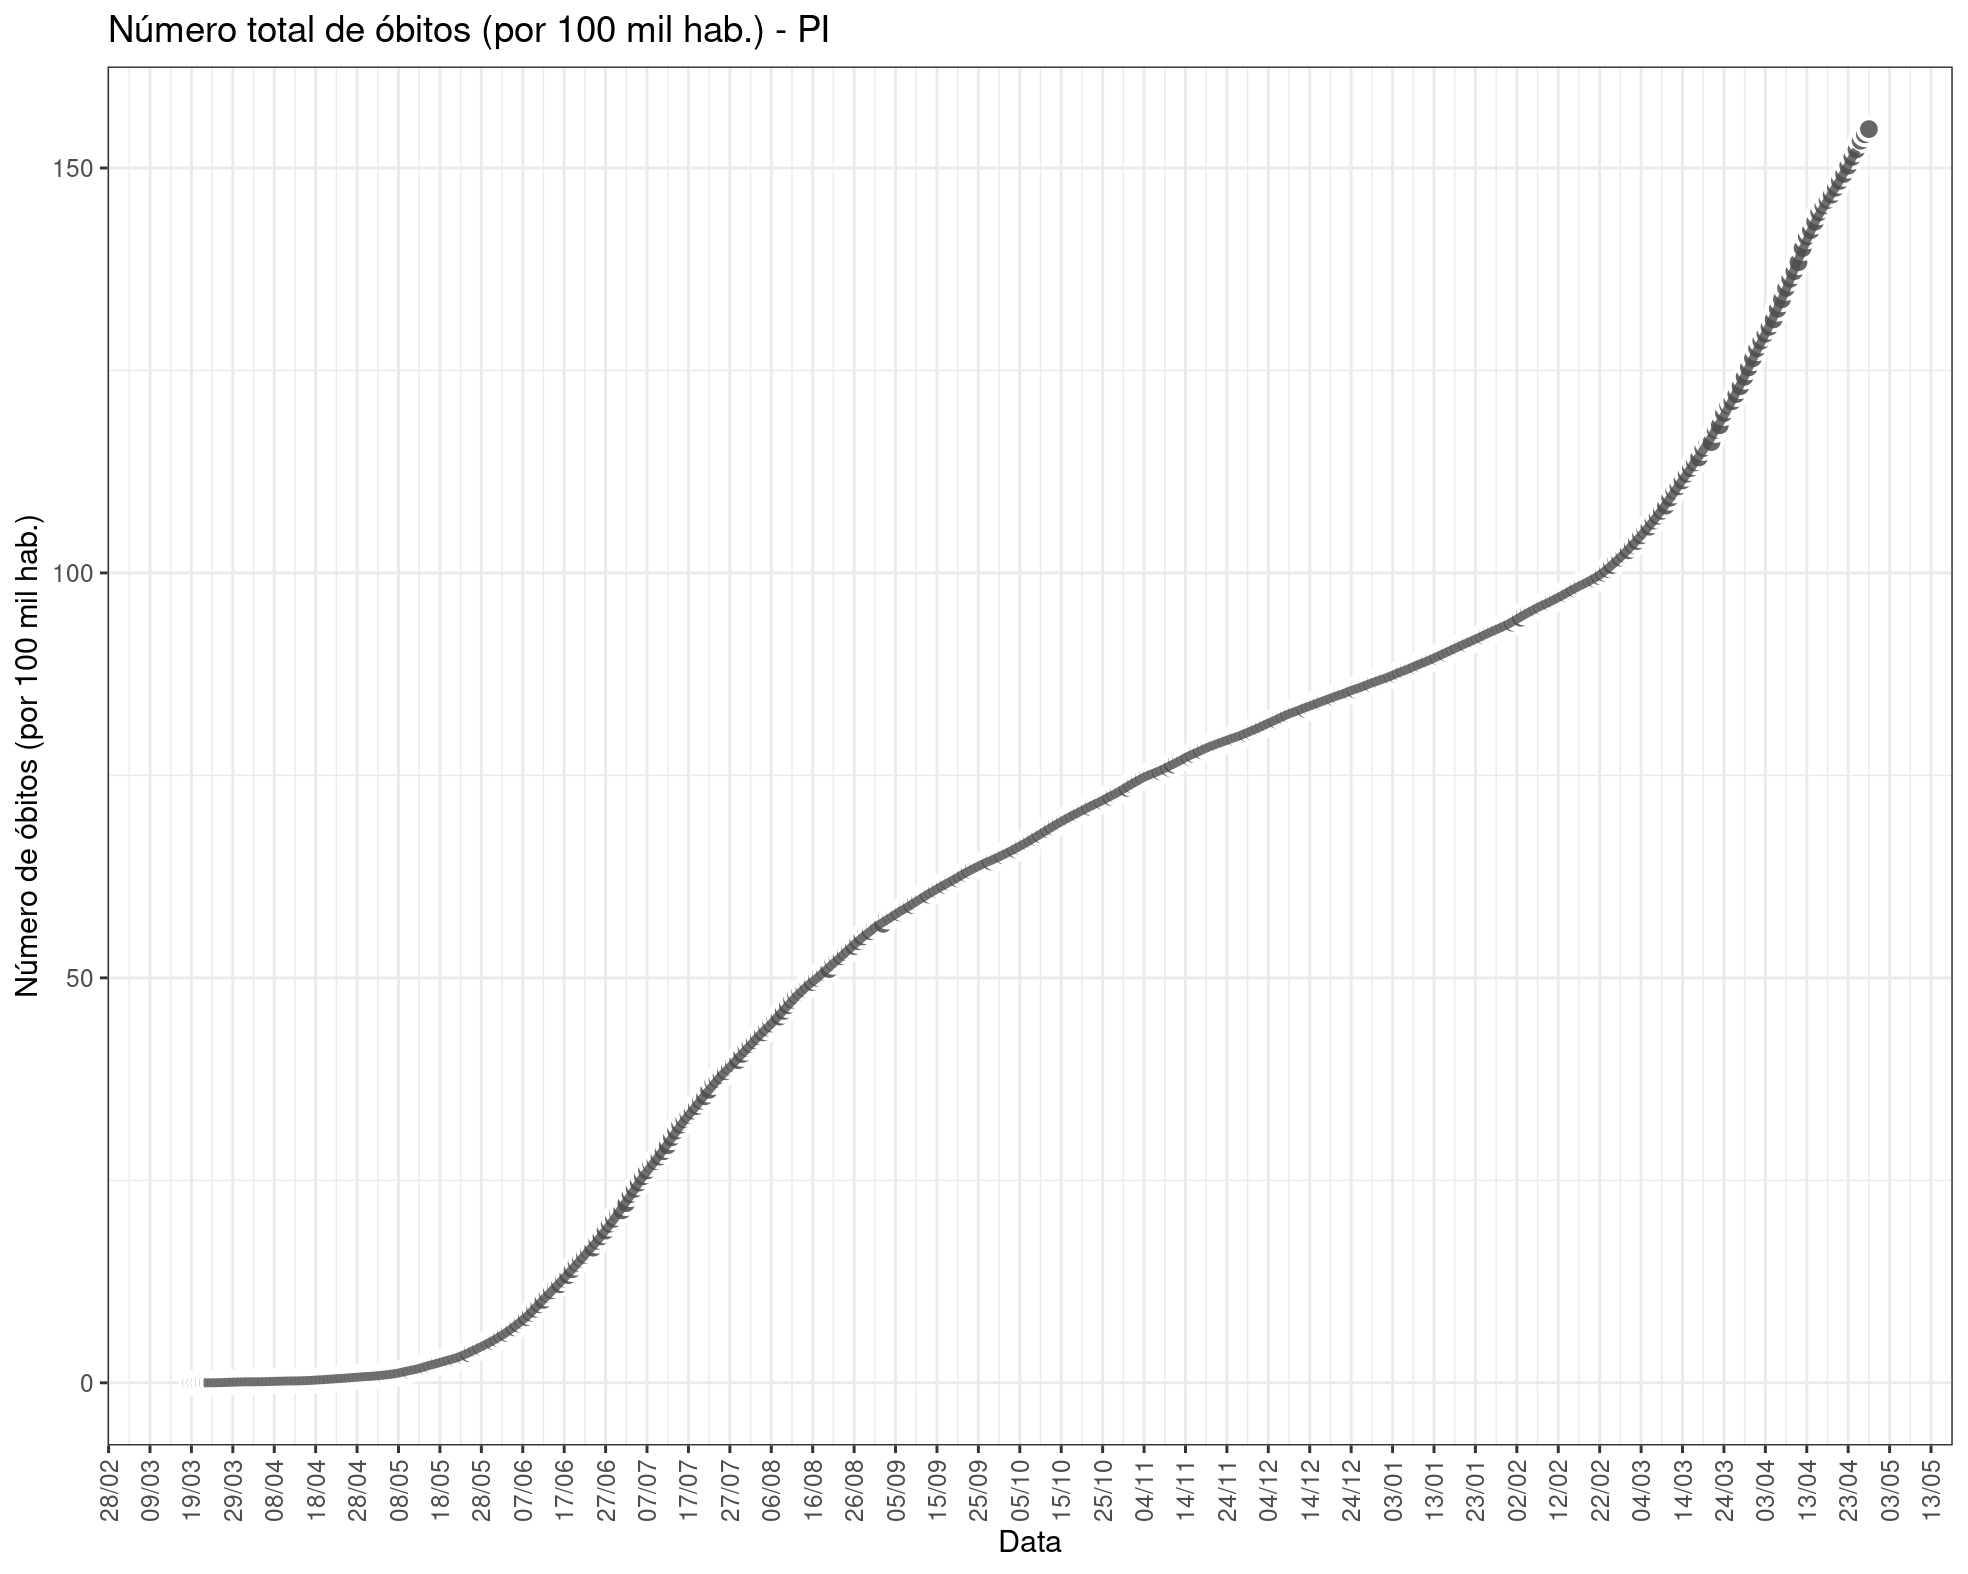 Número total de óbitos (por 100 mil hab.) - PI
Número de óbitos (por 100 mil hab.)
150
100
50
0
28/02 09/03 19/03 29/03 08/04 18/04 28/04 08/05 18/05 28/05 07/06 17/06 27/06 07/07 17/07 27/07 06/08 16/08 26/08 05/09 15/09 25/09 05/10 15/10 25/10 04/11 14/11 24/11 04/12 14/12 24/12 03/01 13/01 23/01 02/02 12/02 22/02 04/03 14/03 24/03 03/04 13/04 23/04 03/05 13/05
Data